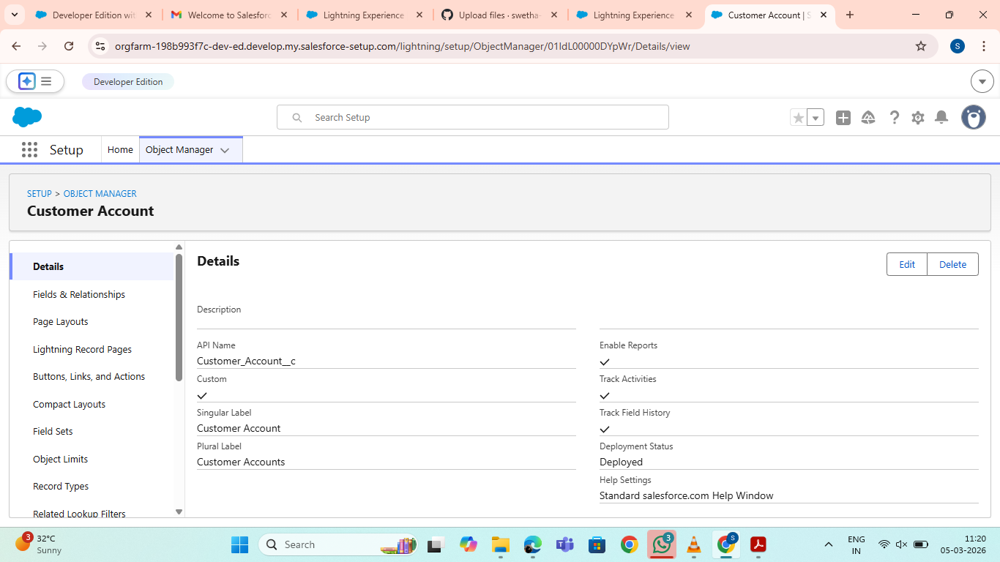 Developer Edition wit
Welcome to Salesforc
Lightning Experience
Upload files · swetha-
Lightning Experience
Customer Account | S
orgfarm-198b993f7c-dev-ed.develop.my.salesforce-setup.com/lightning/setup/ObjectManager/01IdL00000DYpWr/Details/view
S
Developer Edition
Search Setup
Setup
Home
Object Manager
SETUP > OBJECT MANAGER
Customer Account
Details
Fields & Relationships
Page Layouts
Lightning Record Pages
Buttons, Links, and Actions
Compact Layouts
Field Sets
Object Limits
Record Types
Related Lookup Filters
Details
Edit
Delete
Description
API Name
Customer_Account__c
Custom
Singular Label
Customer Account
Plural Label
Customer Accounts
Enable Reports
Track Activities
Track Field History
Deployment Status
Deployed
Help Settings
Standard salesforce.com Help Window
3
32°C
Sunny
Search
3
S
ENG
IN
11:20
05-03-2026